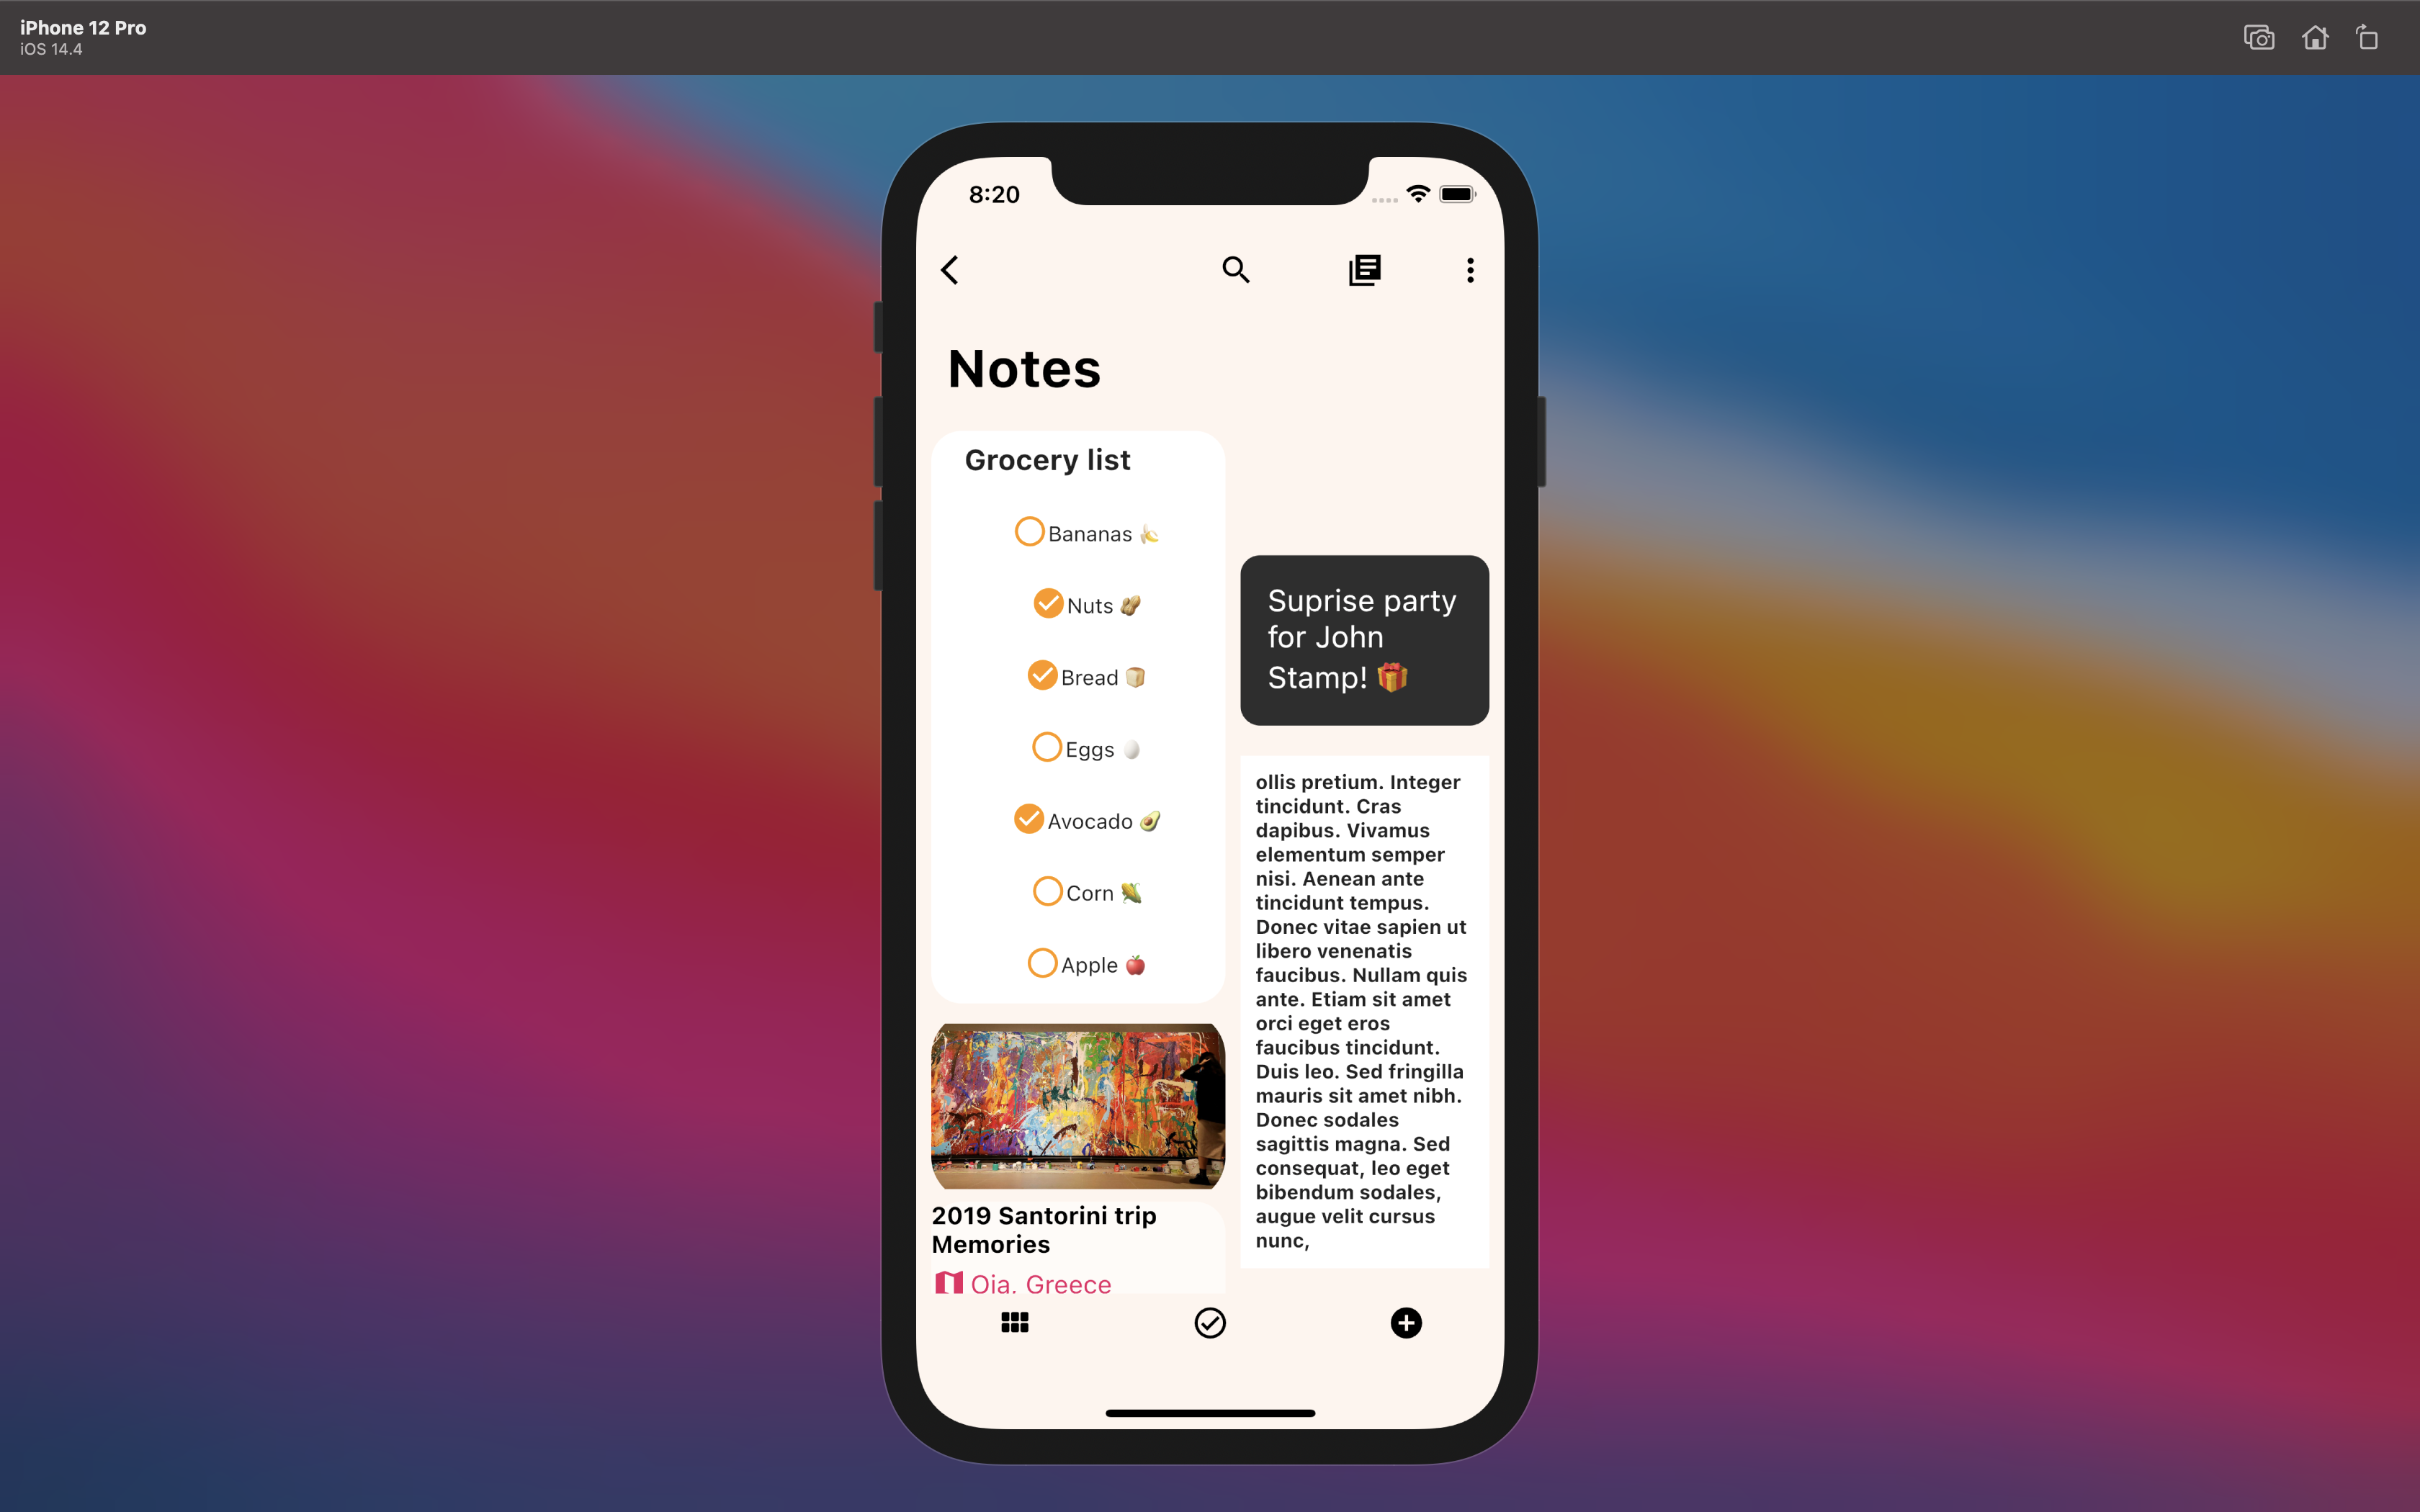 iPhone 12 Pro
iOS 14.4
8:20
Notes
Grocery list
Bananas 🍌
Nuts 🥜
Bread 🍞
Eggs 🥚
Avocado 🥑
Corn 🌽
Apple 🍎
2019 Santorini trip
Memories
Oia, Greece
Suprise party
for John
Stamp! 🎁
ollis pretium. Integer
tincidunt. Cras
dapibus. Vivamus
elementum semper
nisi. Aenean ante
tincidunt tempus.
Donec vitae sapien ut
libero venenatis
faucibus. Nullam quis
ante. Etiam sit amet
orci eget eros
faucibus tincidunt.
Duis leo. Sed fringilla
mauris sit amet nibh.
Donec sodales
sagittis magna. Sed
consequat, leo eget
bibendum sodales,
augue velit cursus
nunc,